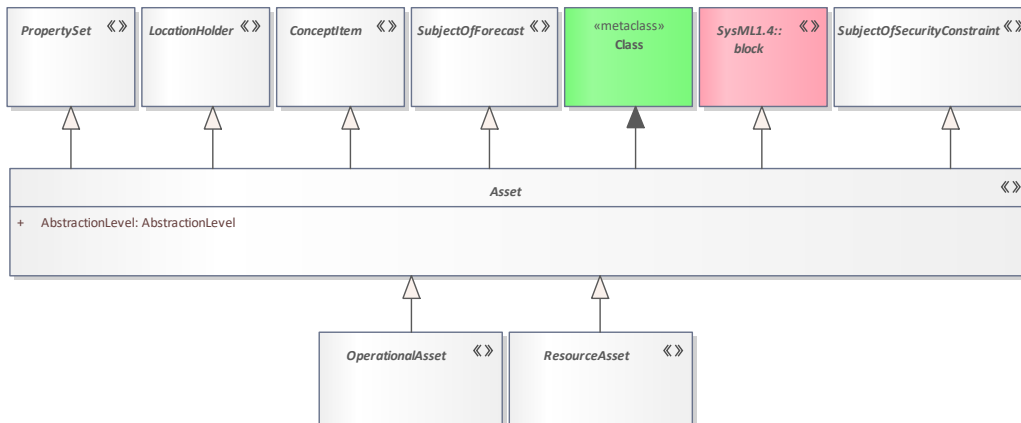 PropertySet «»
LocationHolder «»
ConceptItem «»
SubjectOfForecast «»
«metaclass»
Class
SysML1.4::
block «»
SubjectOfSecurityConstraint «»
Asset «»
+ AbstractionLevel: AbstractionLevel
OperationalAsset «»
ResourceAsset «»